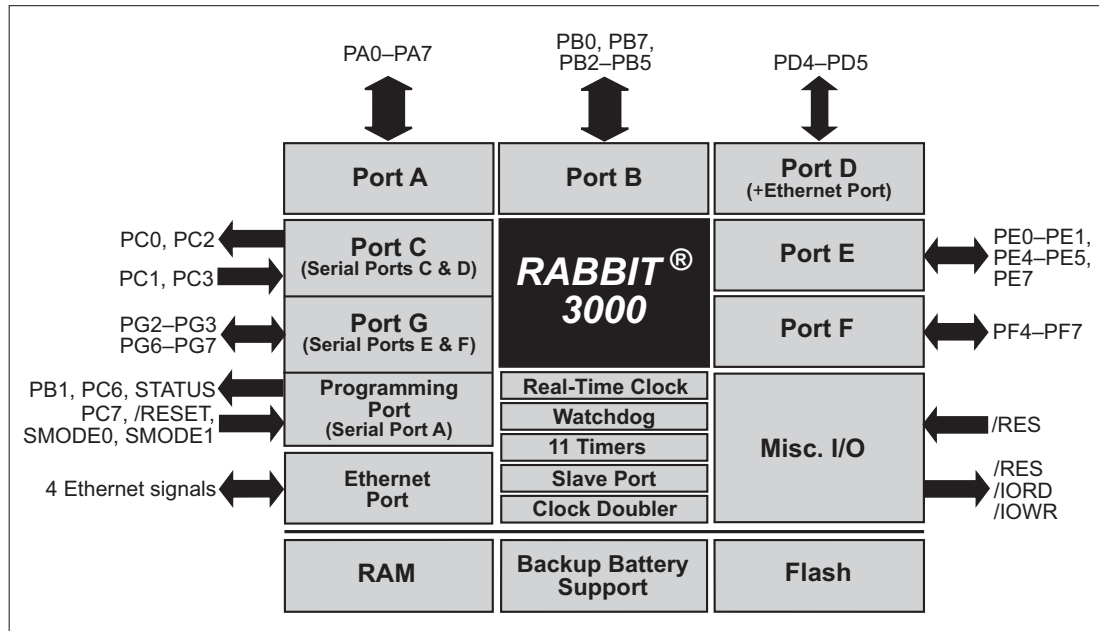 PA0–PA7
PB0, PB7,
PB2–PB5
PD4–PD5
Port A
Port B
Port D
(+Ethernet Port)
PC0, PC2
PC1, PC3
Port C
(Serial Ports C & D)
RABBIT ®
3000
Port E
PE0–PE1,
PE4–PE5,
PE7
PG2–PG3
PG6–PG7
Port G
(Serial Ports E & F)
Port F
PF4–PF7
PB1, PC6, STATUS
PC7, /RESET,
SMODE0, SMODE1
Programming
Port
(Serial Port A)
Real-Time Clock
Watchdog
11 Timers
Slave Port
Clock Doubler
Misc. I/O
/RES
/RES
/IORD
/IOWR
4 Ethernet signals
Ethernet
Port
RAM
Backup Battery
Support
Flash